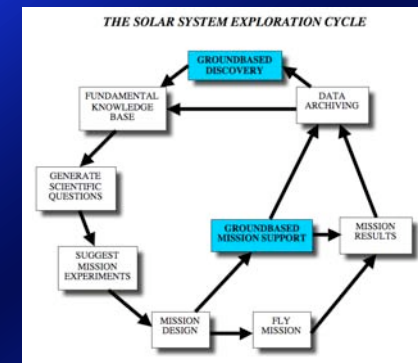 THE SOLAR SYSTEM EXPLORATION CYCLE
GROUNDBASED
DISCOVERY
FUNDAMENTAL
KNOWLEDGE
BASE
DATA
ARCHIVING
GENERATE
SCIENTIFIC
QUESTIONS
GROUNDBASED
MISSION SUPPORT
MISSION
RESULTS
SUGGEST
MISSION
EXPERIMENTS
MISSION
DESIGN
FLY
MISSION